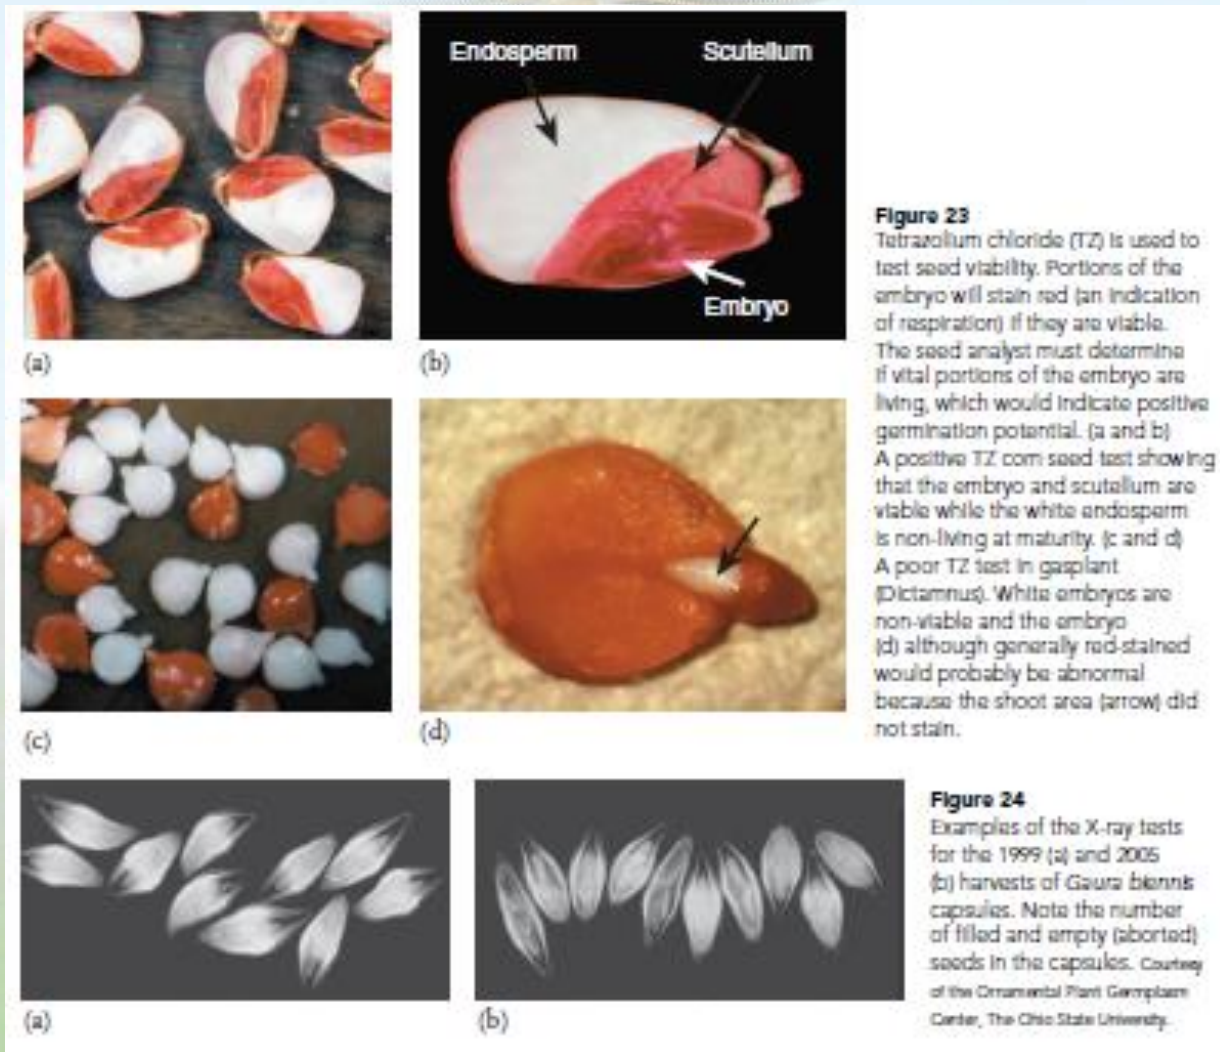 Endosperm
Scutellum
Embryo
(a)
(b)
(c)
(d)
Figure 23
Tetrazolium chloride (TZ) is used to
test seed viability. Portions of the
embryo will stain red (an indication
of respiration) if they are viable.
The seed analyst must determine
if vital portions of the embryo are
living, which would indicate positive
germination potential. (a and b)
A positive TZ corn seed test showing
that the embryo and scutellum are
viable while the white endosperm
is non-living at maturity. (c and d)
A poor TZ test in gasplant
(Dictamnus). White embryos are
non-viable and the embryo
(d) although generally red-stained
would probably be abnormal
because the shoot area (arrow) did
not stain.
(a)
(b)
Figure 24
Examples of the X-ray tests
for the 1999 (a) and 2005
(b) harvests of Gaura biennis
capsules. Note the number
of filled and empty (aborted)
seeds in the capsules. Courtesy
of the Ornamental Plant Germplasm
Center, The Ohio State University.